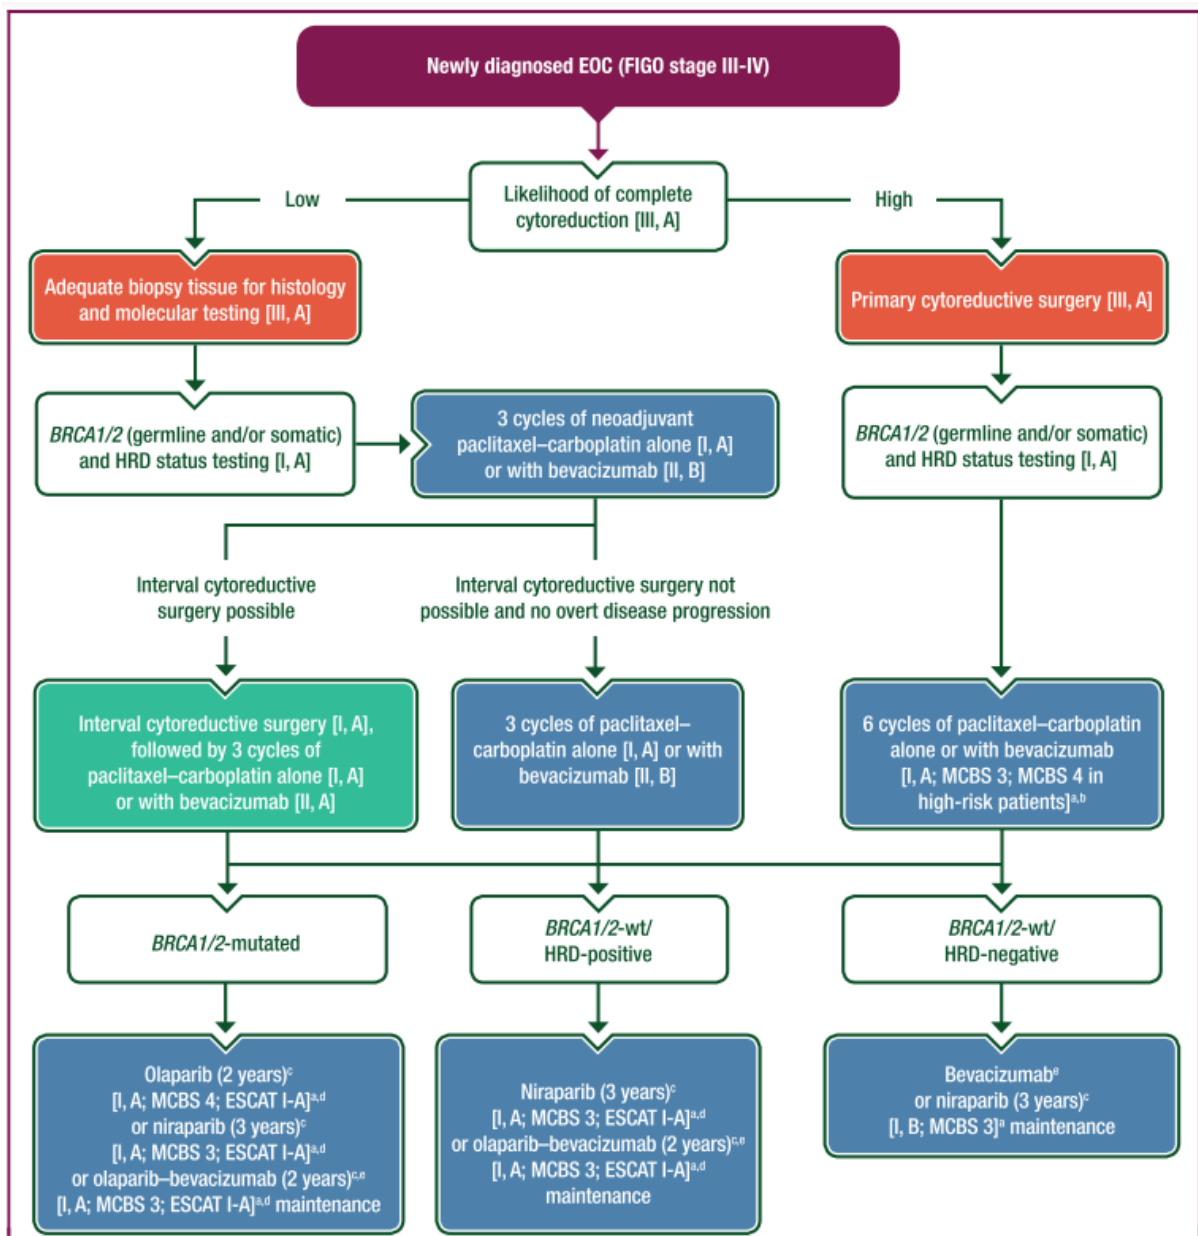 Newly diagnosed EOC (FIGO stage III-IV)
Low
Likelihood of complete
cytoreduction [III, A]
High
Adequate biopsy tissue for histology
and molecular testing [III, A]
Primary cytoreductive surgery [III, A]
BRCA1/2 (germline and/or somatic)
and HRD status testing [I, A]
3 cycles of neoadjuvant
paclitaxel–carboplatin alone [I, A]
or with bevacizumab [II, B]
BRCA1/2 (germline and/or somatic)
and HRD status testing [I, A]
Interval cytoreductive
surgery possible
Interval cytoreductive surgery not
possible and no overt disease progression
Interval cytoreductive surgery [I, A],
followed by 3 cycles of
paclitaxel–carboplatin alone [I, A]
or with bevacizumab [II, A]
3 cycles of paclitaxel–
carboplatin alone [I, A] or with
bevacizumab [II, B]
6 cycles of paclitaxel–carboplatin
alone or with bevacizumab
[I, A; MCBS 3; MCBS 4 in
high-risk patients]a,b
BRCA1/2-mutated
BRCA1/2-wt/
HRD-positive
BRCA1/2-wt/
HRD-negative
Olaparib (2 years)c
[I, A; MCBS 4; ESCAT I-A]a,d
or niraparib (3 years)c
[I, A; MCBS 3; ESCAT I-A]a,d
or olaparib–bevacizumab (2 years)c,e
[I, A; MCBS 3; ESCAT I-A]a,d maintenance
Niraparib (3 years)c
[I, A; MCBS 3; ESCAT I-A]a,d
or olaparib–bevacizumab (2 years)c,e
[I, A; MCBS 3; ESCAT I-A]a,d
maintenance
Bevacizumabe
or niraparib (3 years)c
[I, B; MCBS 3]a maintenance